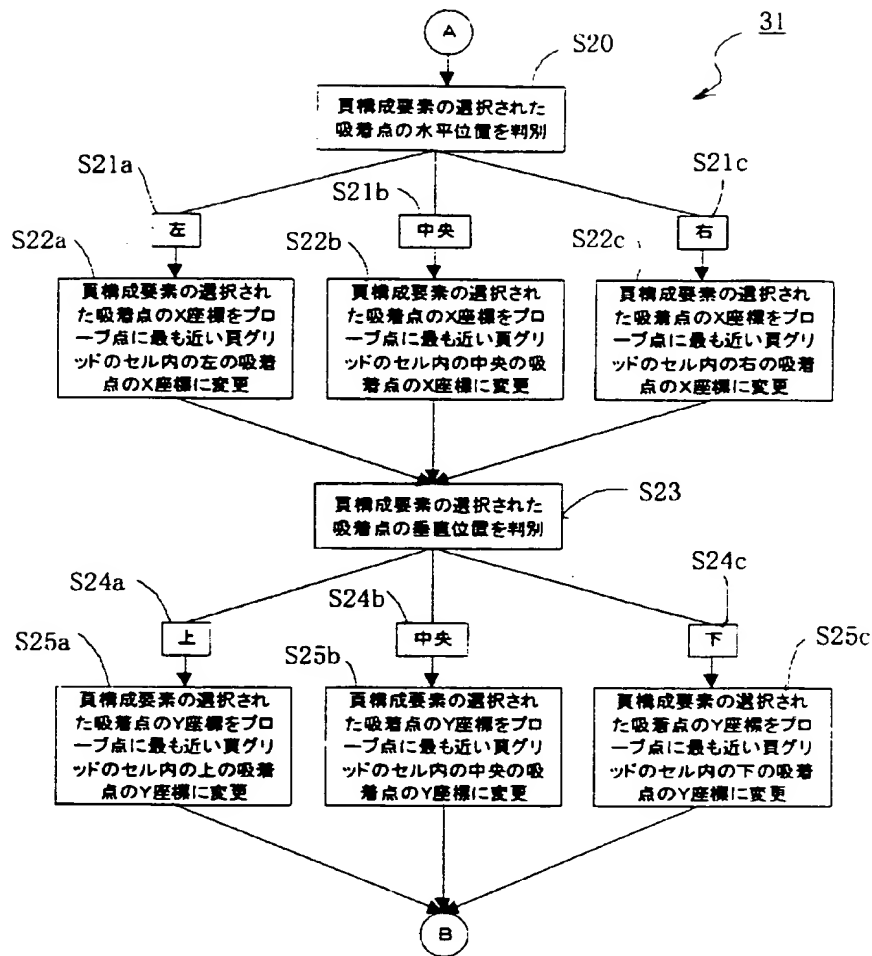 A
31
S20
頁構成要素の選択された
吸着点の水平位置を判別
S21a
S21b
S21c
左
中央
右
S22a
S22b
S22c
頁構成要素の選択され
た吸着点のX座標をプロ
ーブ点に最も近い頁グリ
ッドのセル内の左の吸着
点のX座標に変更
頁構成要素の選択され
た吸着点のX座標をプロ
ーブ点に最も近い頁グリ
ッドのセル内の中央の吸
着点のX座標に変更
頁構成要素の選択され
た吸着点のX座標をプロ
ーブ点に最も近い頁グリ
ッドのセル内の右の吸着
点のX座標に変更
S23
頁構成要素の選択された
吸着点の垂直位置を判別
S24a
S24b
S24c
上
中央
下
S25a
S25b
S25c
頁構成要素の選択され
た吸着点のY座標をプロ
ーブ点に最も近い頁グリ
ッドのセル内の上の吸着
点のY座標に変更
頁構成要素の選択され
た吸着点のY座標をプロ
ーブ点に最も近い頁グリ
ッドのセル内の中央の吸
着点のY座標に変更
頁構成要素の選択され
た吸着点のY座標をプロ
ーブ点に最も近い頁グリ
ッドのセル内の下の吸着
点のY座標に変更
B